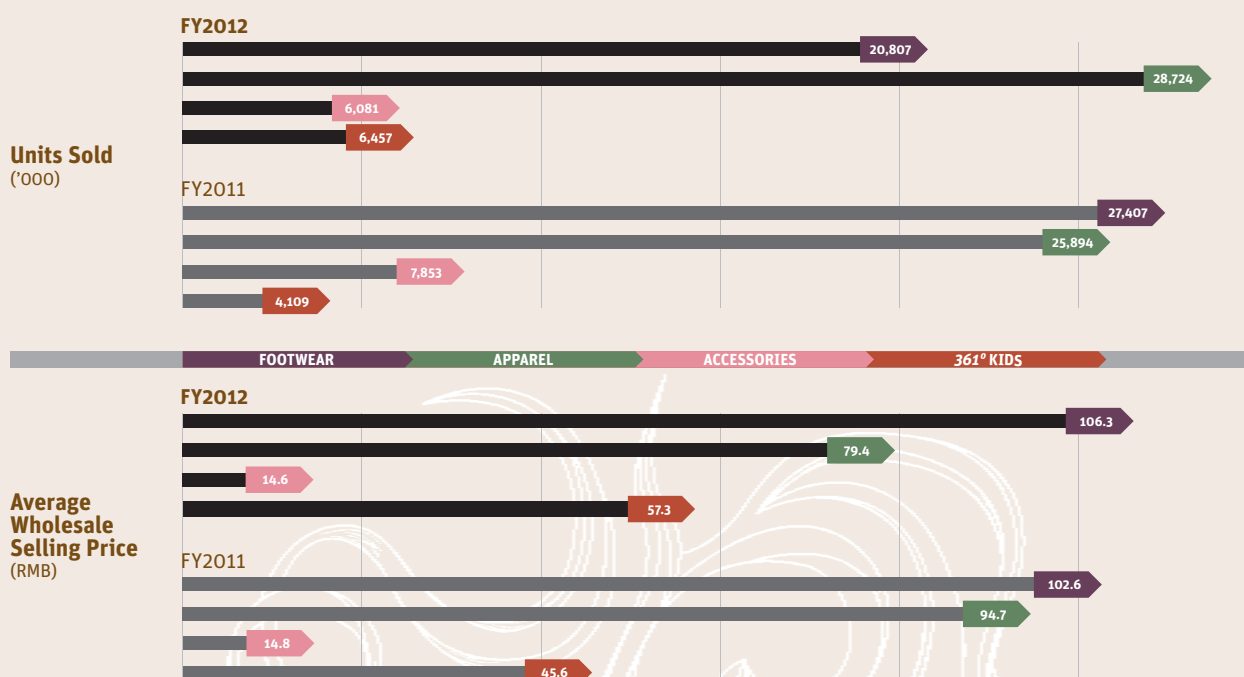 FY2012
20,807
28,724
6,081
6,457
Units Sold
('000)
FY2011
27,407
25,894
7,853
4,109
FOOTWEAR
APPAREL
ACCESSORIES
361º KIDS
FY2012
106.3
79.4
14.6
57.3
Average
Wholesale
Selling Price
(RMB)
FY2011
102.6
94.7
14.8
45.6